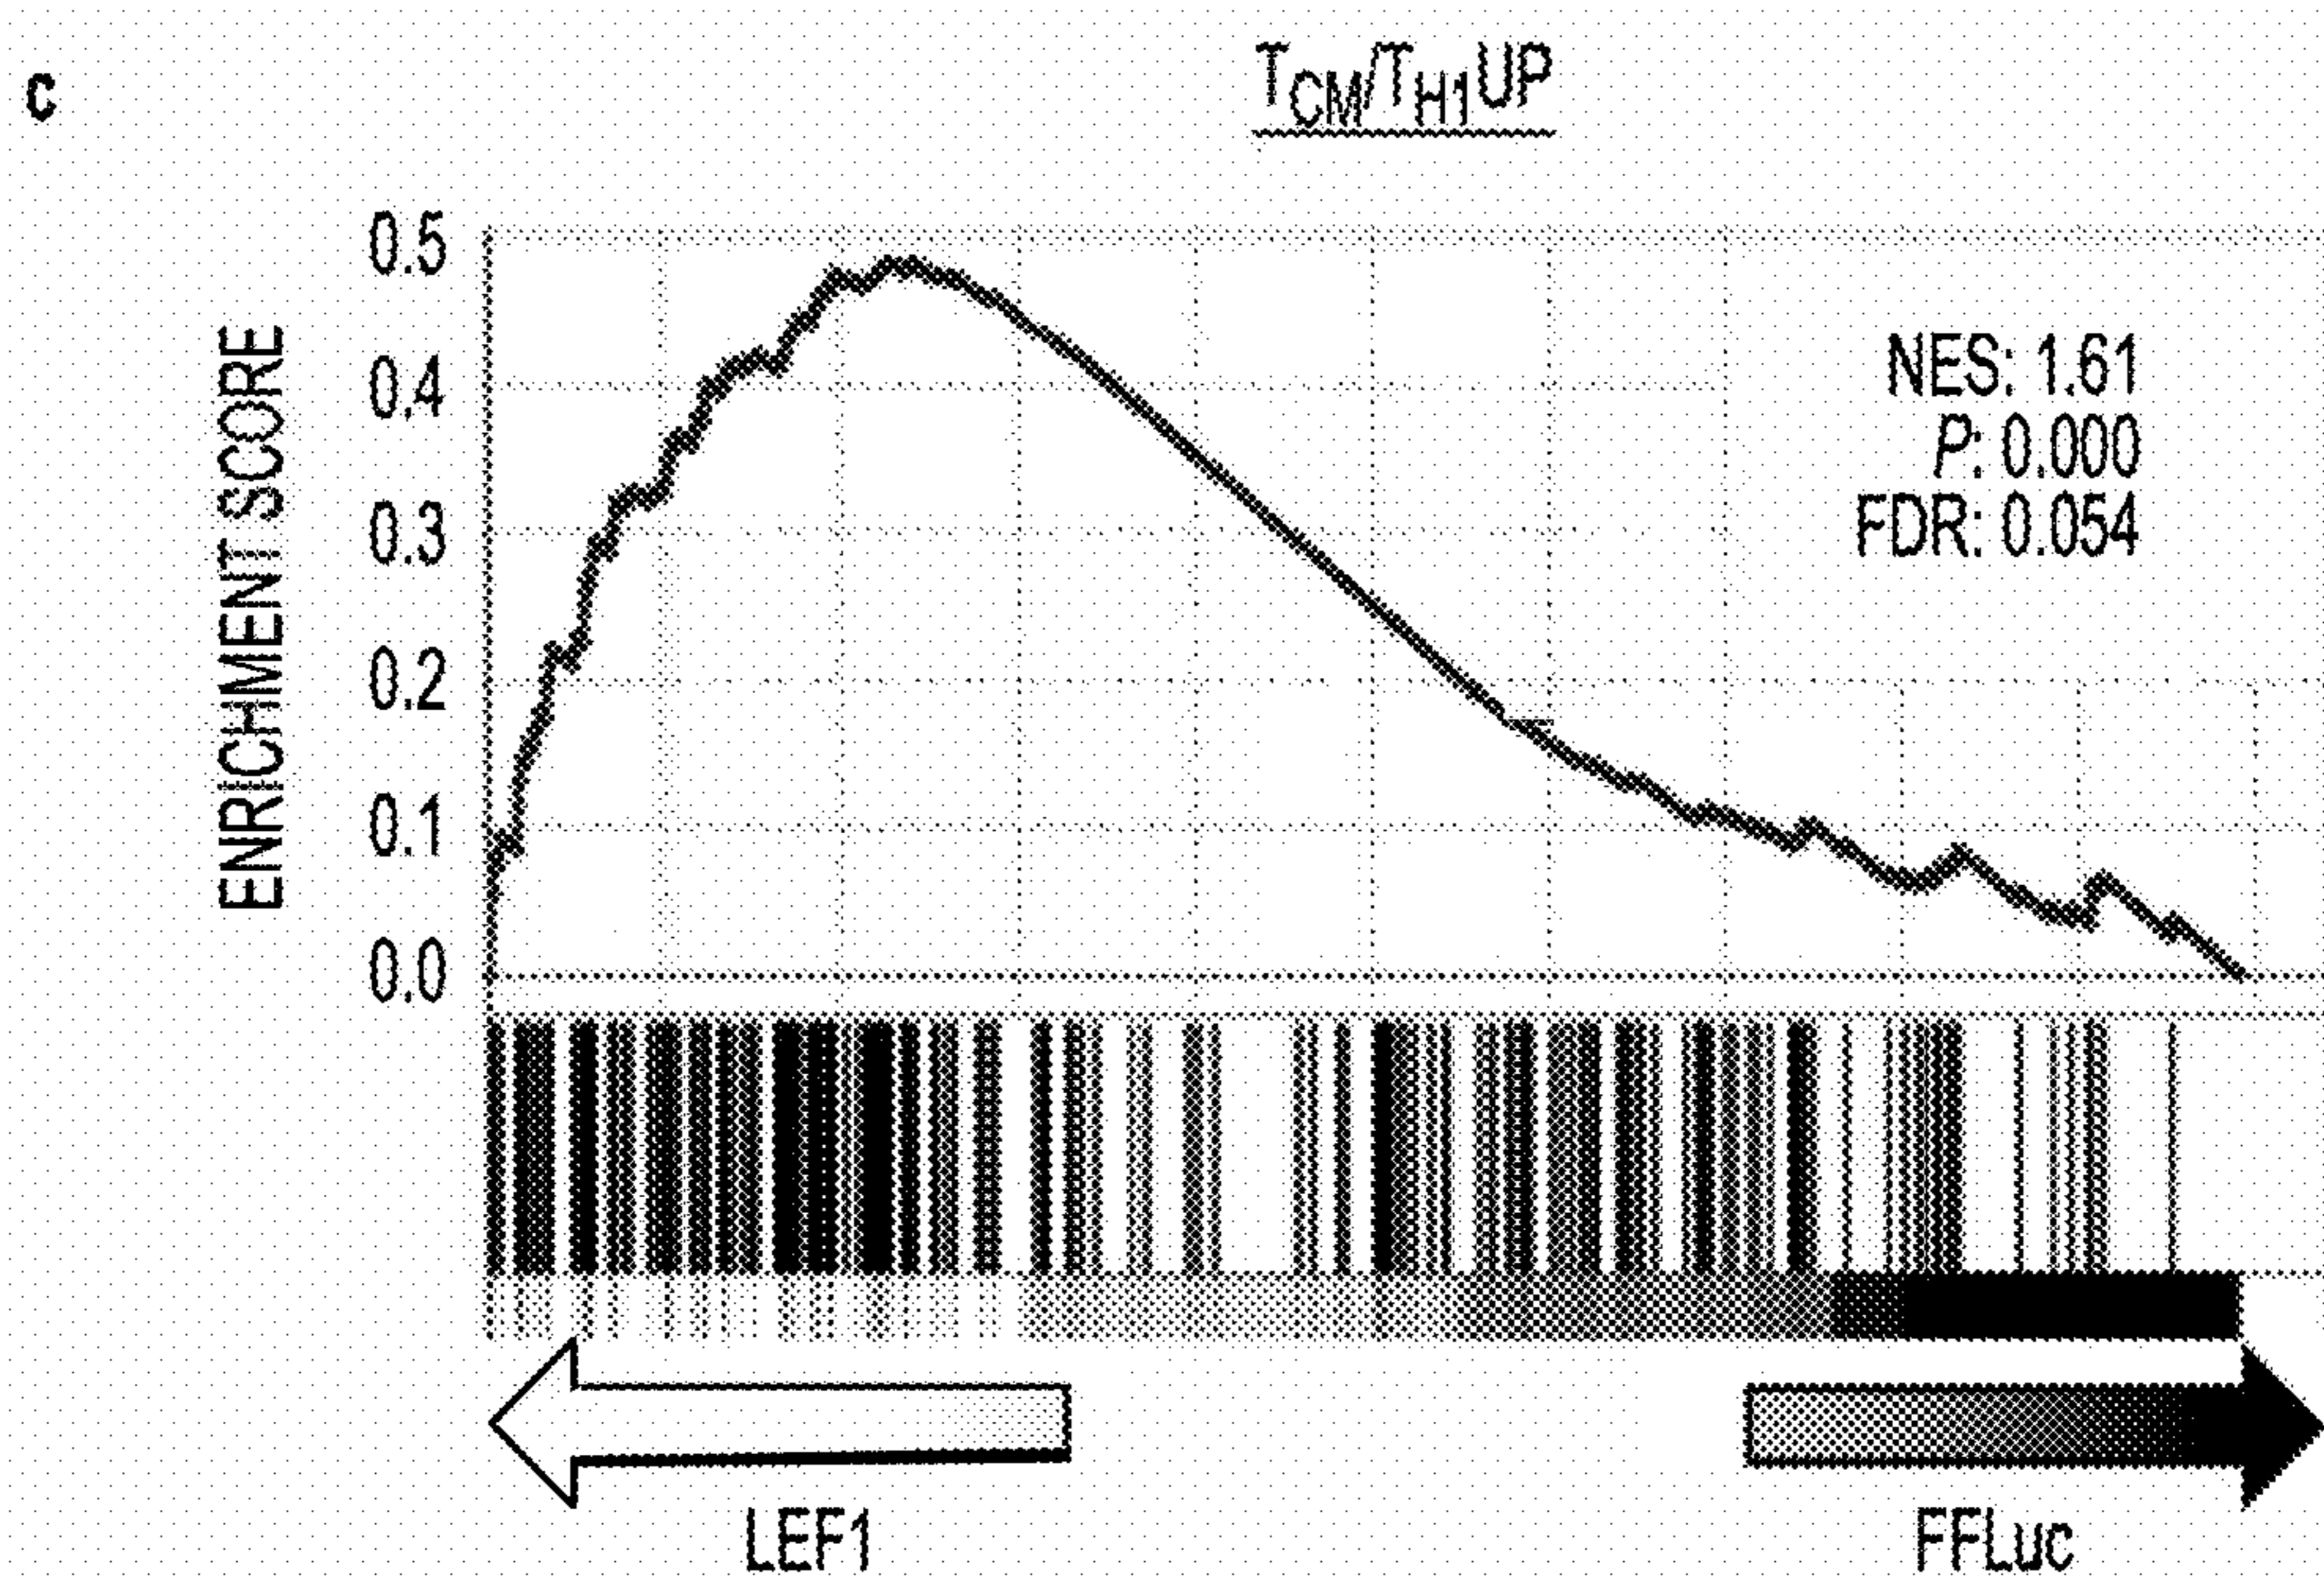 c
TCM/TH1UP
ENRICHMENT SCORE
0.5
0.4
0.3
0.2
0.1
0.0
NES: 1.61
P: 0.000
FDR: 0.054
LEF1
FFLuc